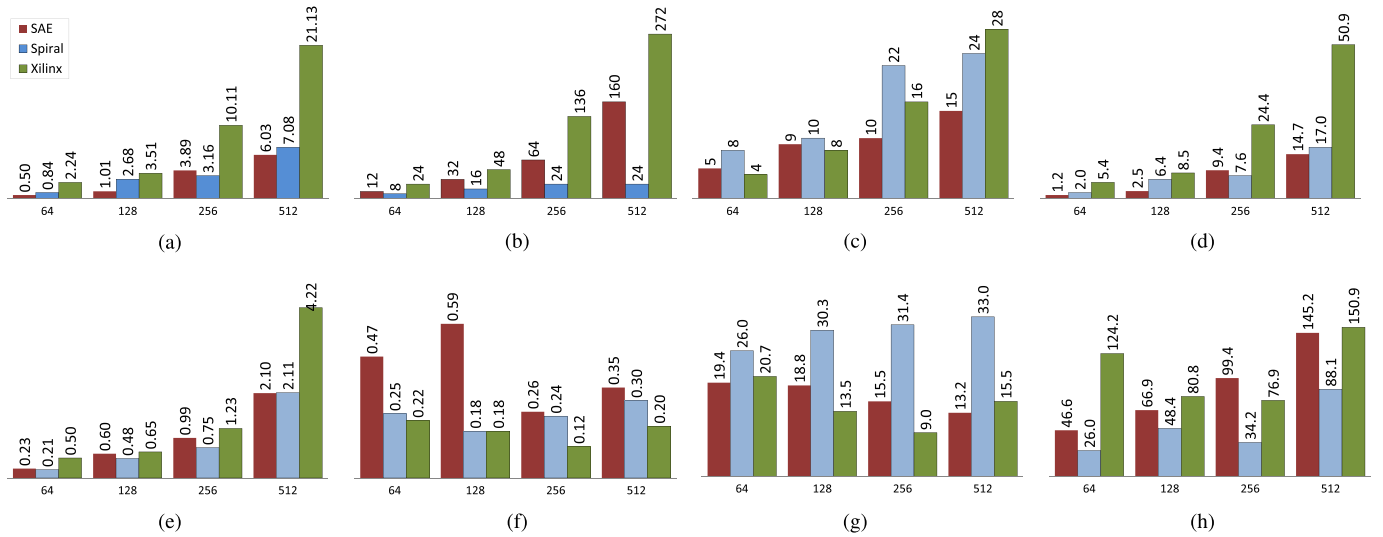 SAE
Spiral
Xilinx
0.50 0.84 2.24 1.01 2.68 3.51 3.89 3.16 10.11 6.03 7.08 21.13
64 128 256 512
(a)
12 8 24 32 16 48 64 24 136 160 24 272
64 128 256 512
(b)
5 8 4 9 10 8 10 22 16 15 24 28
64 128 256 512
(c)
1.2 2.0 5.4 2.5 6.4 8.5 9.4 7.6 24.4 14.7 17.0 50.9
64 128 256 512
(d)
0.23 0.21 0.50 0.60 0.48 0.65 0.99 0.75 1.23 2.10 2.11 4.22
64 128 256 512
(e)
0.47 0.25 0.22 0.59 0.18 0.18 0.26 0.24 0.12 0.35 0.30 0.20
64 128 256 512
(f)
19.4 26.0 20.7 18.8 30.3 13.5 15.5 31.4 9.0 13.2 33.0 15.5
64 128 256 512
(g)
46.6 26.0 124.2 66.9 48.4 80.8 99.4 34.2 76.9 145.2 88.1 150.9
64 128 256 512
(h)